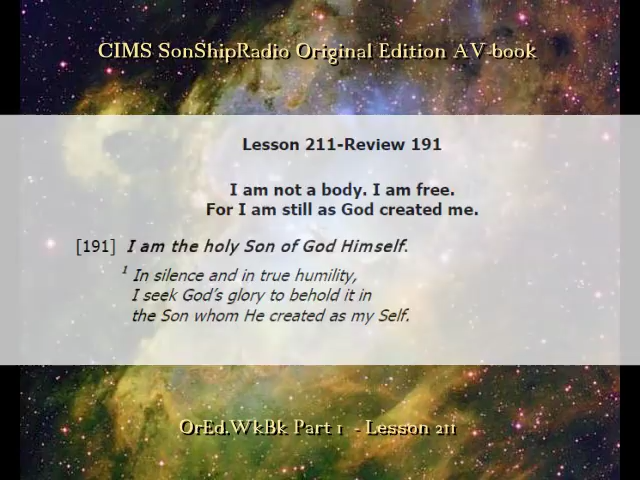 CIMS SonShipRadio Original Edition AV-book
Lesson 211-Review 191
I am not a body. I am free.
For I am still as God created me.
[191] I am the holy Son of God Himself.
1 In silence and in true humility,
I seek God's glory to behold it in
the Son whom He created as my Self.
OrEd.WkBk Part 1 - Lesson 211